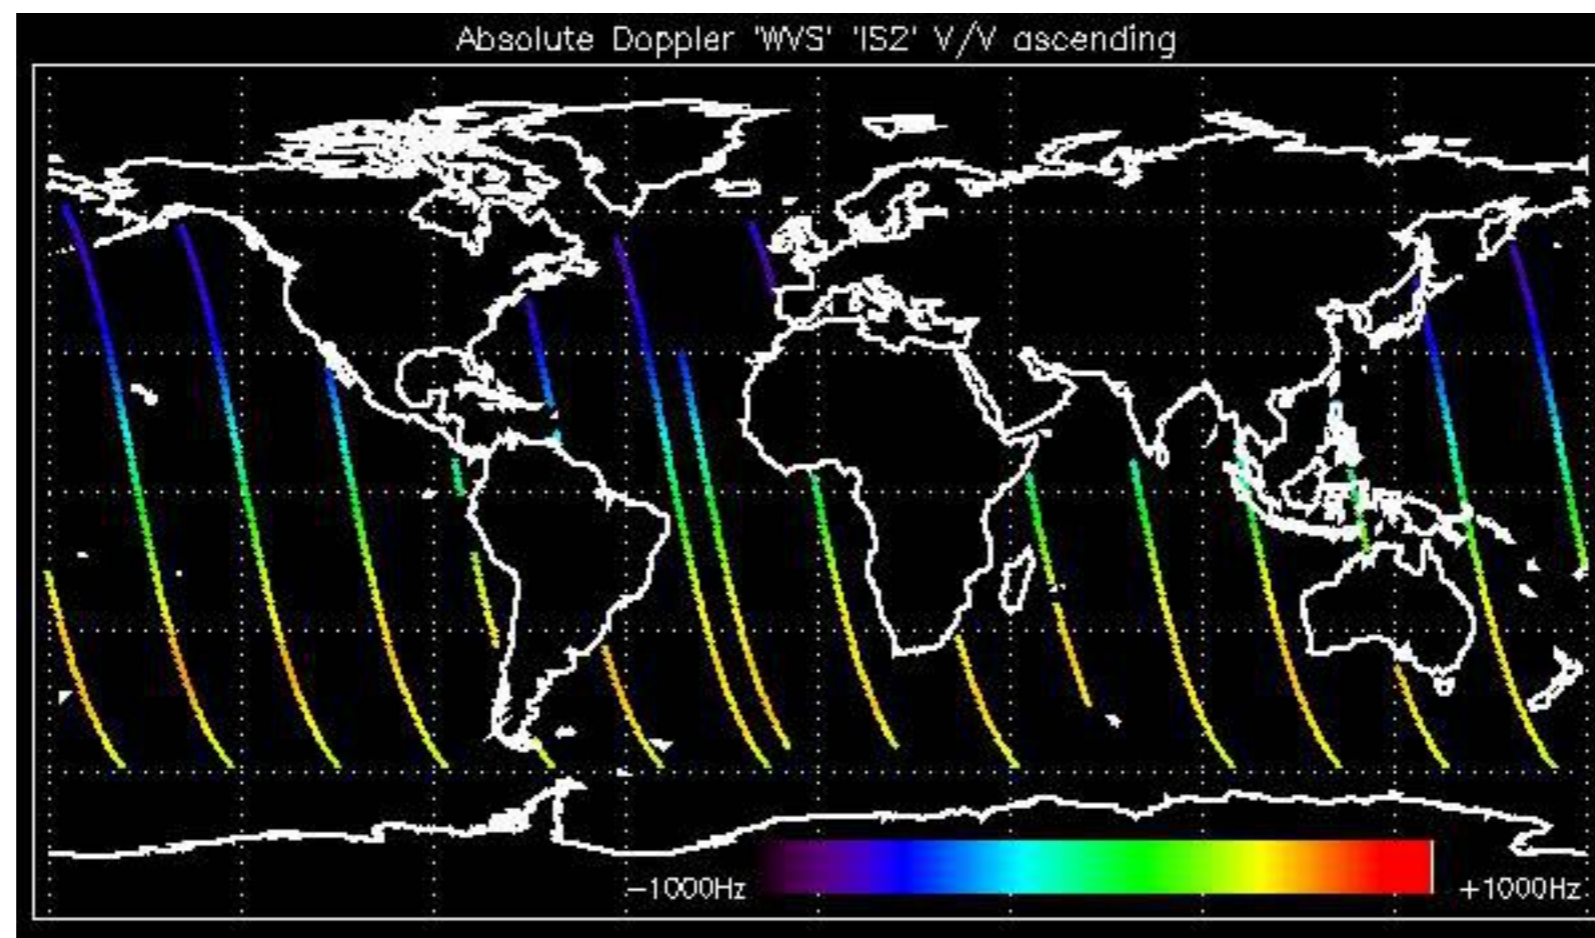 Absolute Doppler 'WVS' 'IS2' V/V ascending
−1000Hz +1000Hz